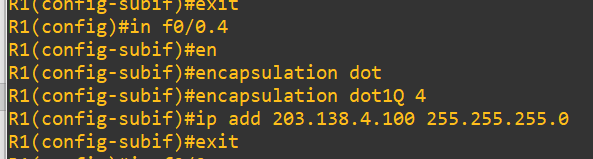 R1(config-subif)#exit
R1(config)#in f0/0.4
R1(config-subif)#en
R1(config-subif)#encapsulation dot
R1(config-subif)#encapsulation dot1Q 4
R1(config-subif)#ip add 203.138.4.100 255.255.255.0
R1(config-subif)#exit